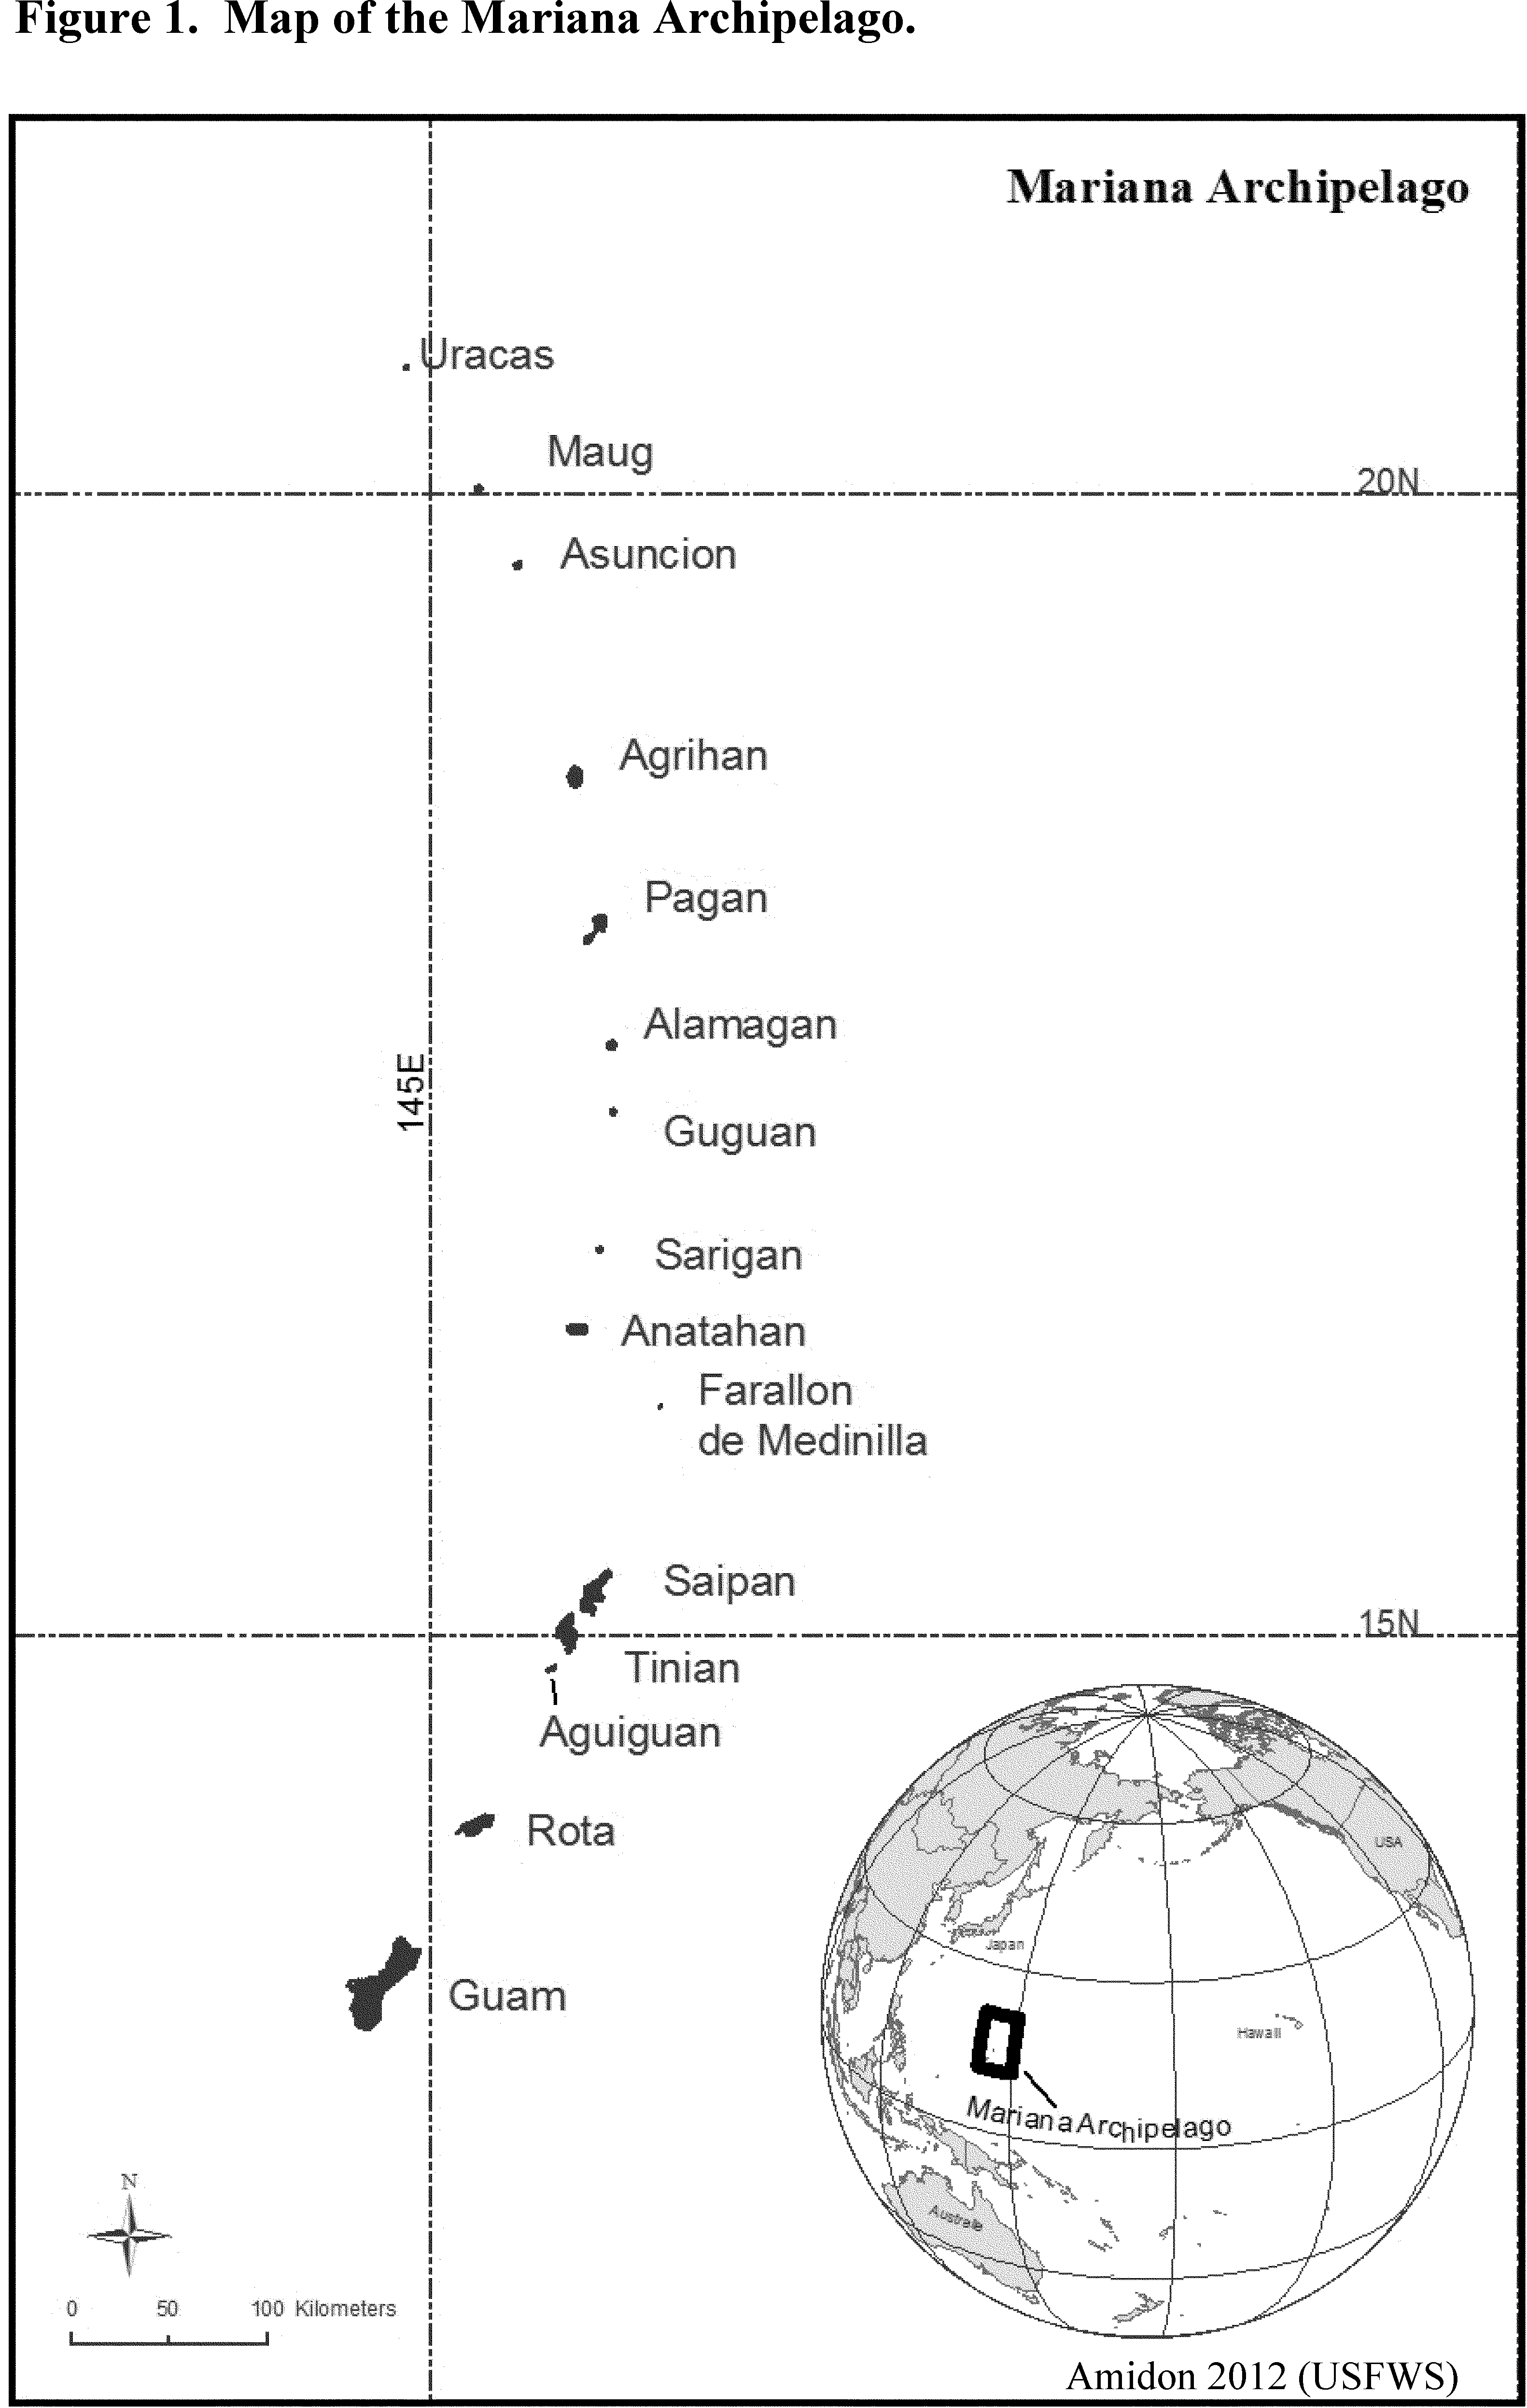 Figure 1.  Map of the Mariana Archipelago.
Mariana Archipelago
Uracas
Maug
20N
Asuncion
Agrihan
Pagan
Alamagan
145E
Guguan
Sarigan
Anatahan
Farallon
de Medinilla
Saipan
15N
Tinian
Aguiguan
Rota
USA
Japan
Guam
Hawaii
Mariana Archipelago
N
0 50 100 Kilometers
Amidon 2012 (USFWS)